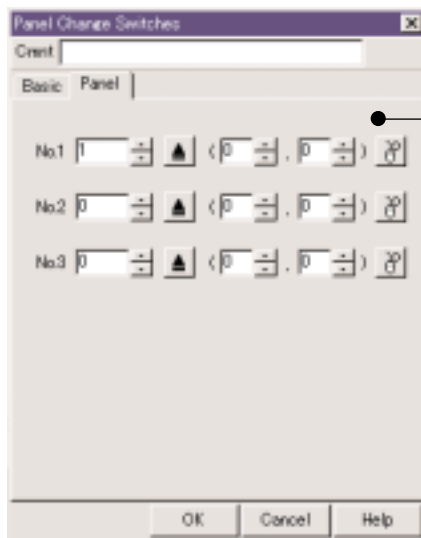 Panel Change Switches
Cmnt
Basic Panel
No.1 1 ( 0 , 0 )
No.2 0 ( 0 , 0 )
No.3 0 ( 0 , 0 )
OK Cancel Help